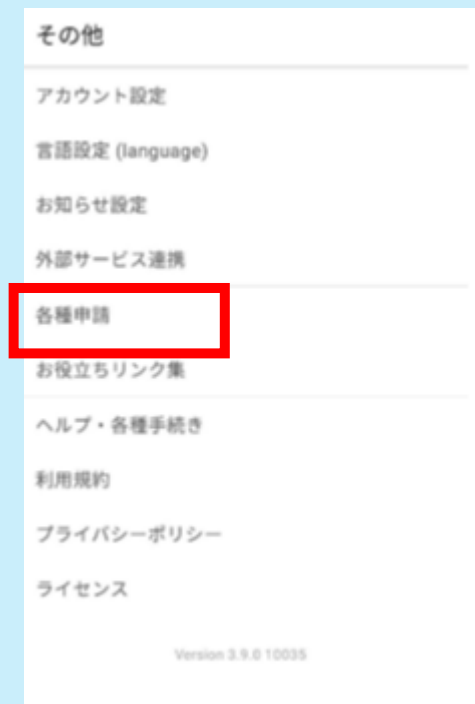 その他
アカウント設定
言語設定 (language)
お知らせ設定
外部サービス連携
各種申請
お役立ちリンク集
ヘルプ・各種手続き
利用規約
プライバシーポリシー
ライセンス
Version 3.9.0 10035